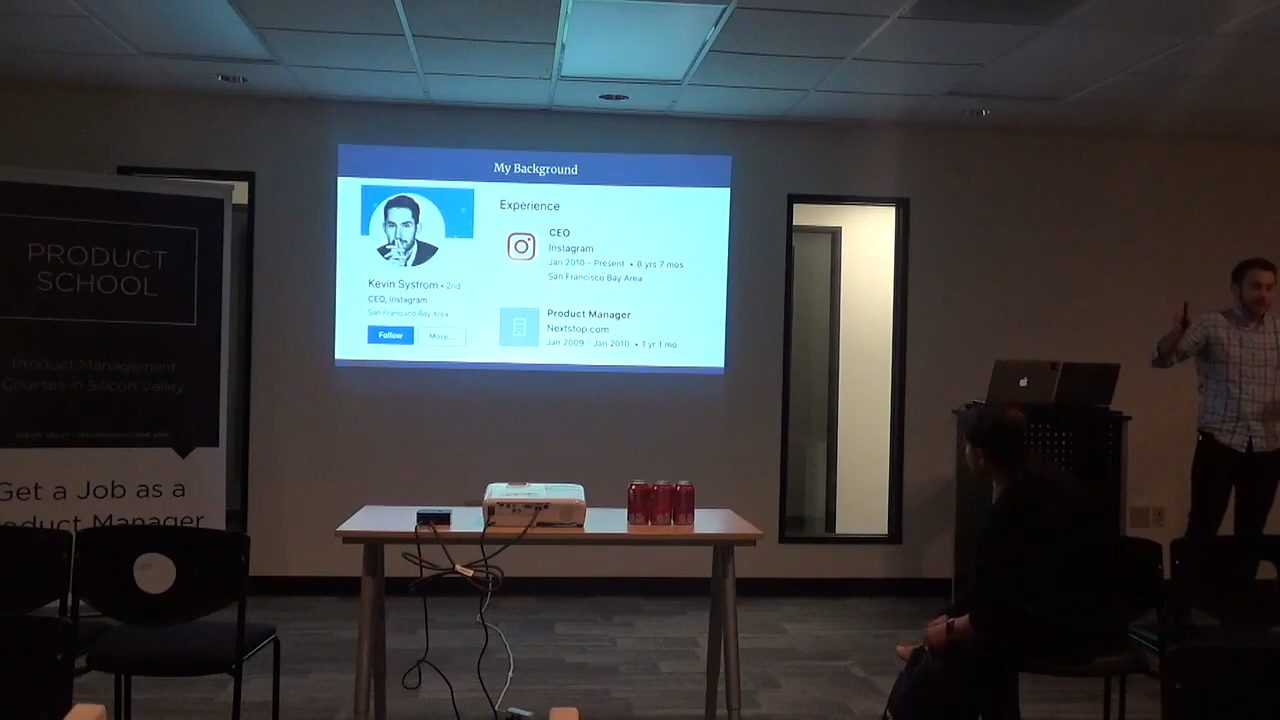 My Background
Kevin Systrom • 2nd
CEO, Instagram
San Francisco Bay Area
Follow
More...
Experience
CEO
Instagram
Jan 2010 – Present • 8 yrs 7 mos
San Francisco Bay Area
Product Manager
Nextstop.com
Jan 2009 – Jan 2010 • 1 yr 1 mo
PRODUCT
SCHOOL
Product Management
Courses in Silicon Valley
Get a Job as a
oduct Manager